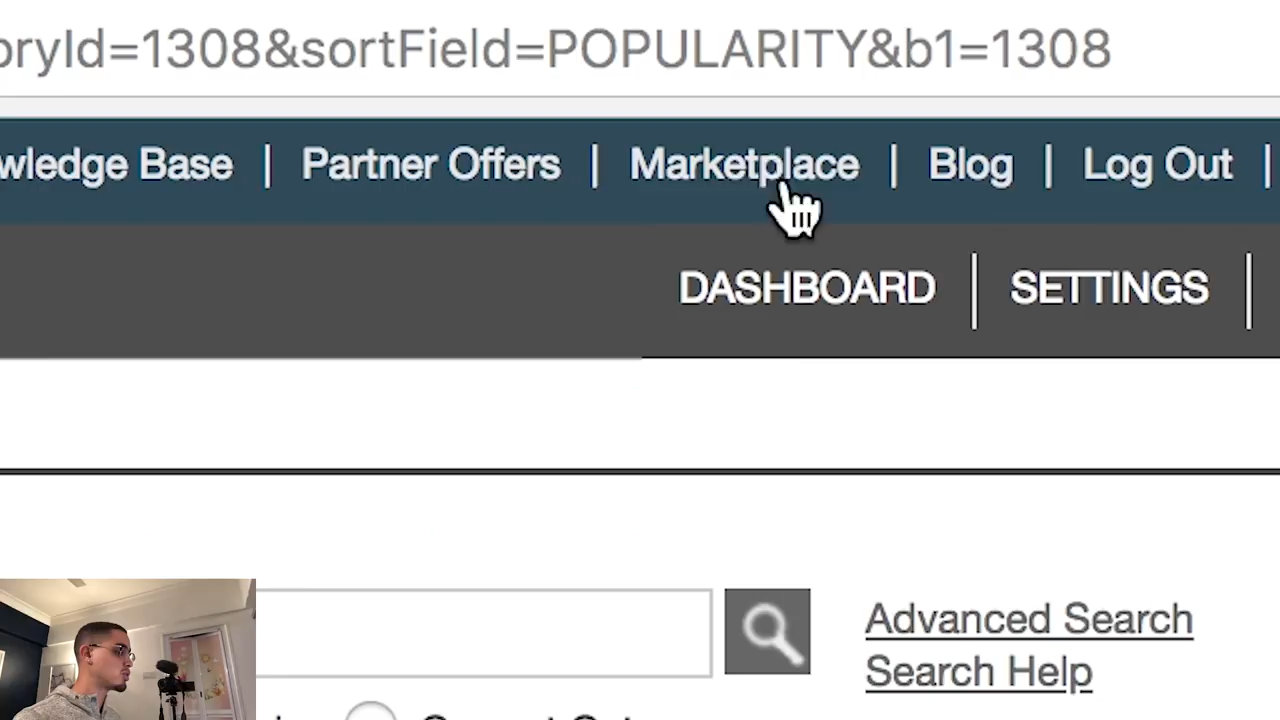 oryId=1308&sortField=POPULARITY&b1=1308
wledge Base | Partner Offers | Marketplace | Blog | Log Out |
DASHBOARD | SETTINGS |
Advanced Search
Search Help